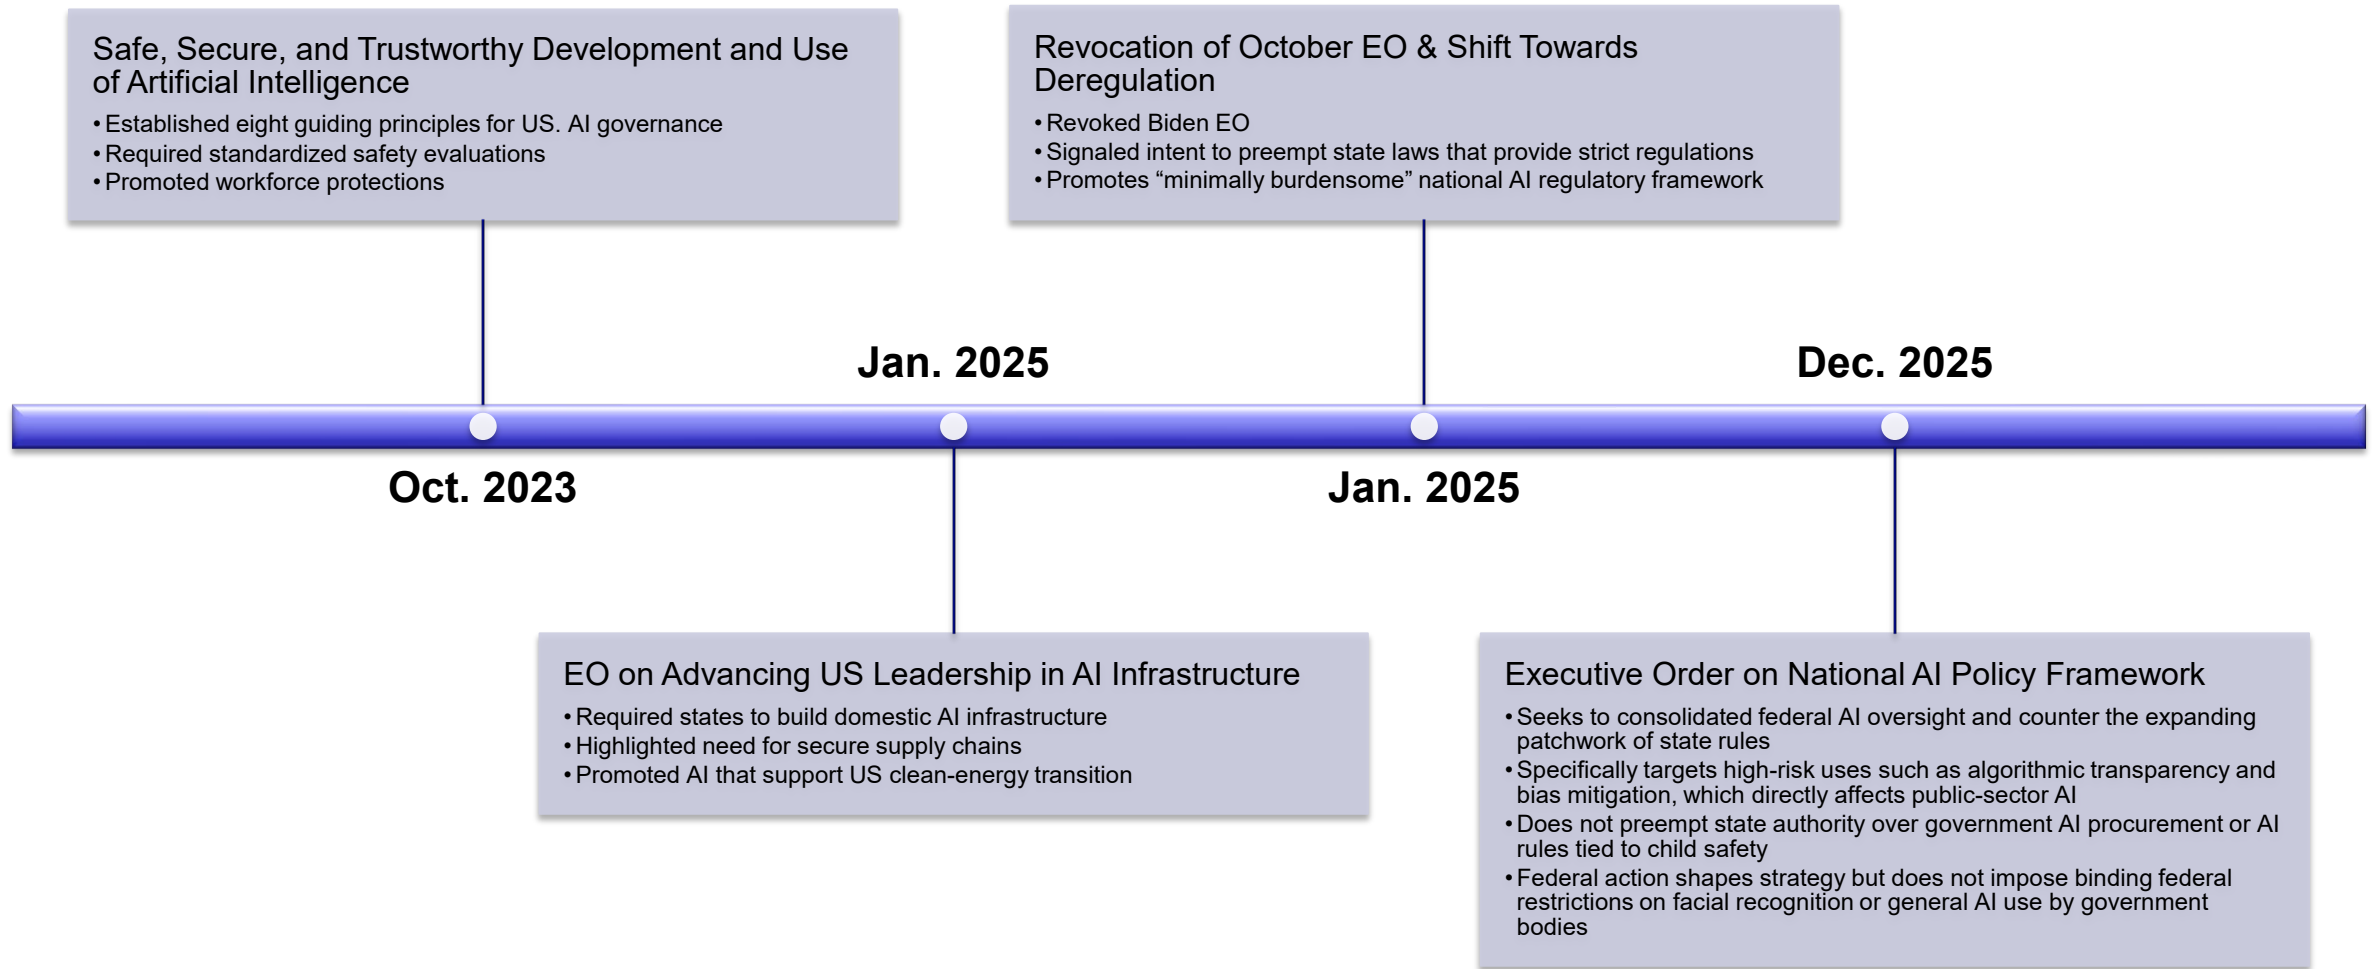 Safe, Secure, and Trustworthy Development and Use
of Artificial Intelligence
•Established eight guiding principles for US. AI governance
•Required standardized safety evaluations
•Promoted workforce protections
Oct. 2023
Jan. 2025
EO on Advancing US Leadership in AI Infrastructure
•Required states to build domestic AI infrastructure
•Highlighted need for secure supply chains
•Promoted AI that support US clean-energy transition
Revocation of October EO & Shift Towards
Deregulation
•Revoked Biden EO
•Signaled intent to preempt state laws that provide strict regulations
•Promotes “minimally burdensome” national AI regulatory framework
Jan. 2025
Dec. 2025
Executive Order on National AI Policy Framework
•Seeks to consolidated federal AI oversight and counter the expanding
patchwork of state rules
•Specifically targets high-risk uses such as algorithmic transparency and
bias mitigation, which directly affects public-sector AI
•Does not preempt state authority over government AI procurement or AI
rules tied to child safety
•Federal action shapes strategy but does not impose binding federal
restrictions on facial recognition or general AI use by government
bodies